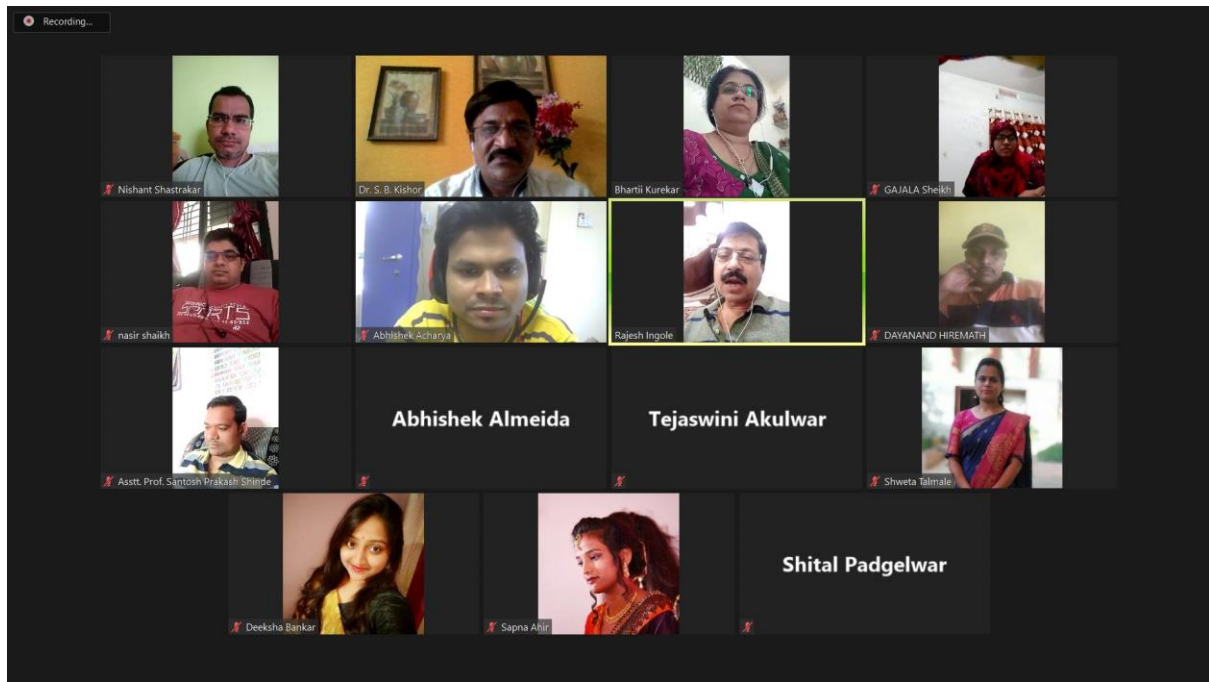 Recording...
Nishant Shastrakar
Dr. S. B. Kishor
Bhartii Kurekar
GAJALA Sheikh
nasir shaikh
Abhishek Acharya
Rajesh Ingole
DAYANAND HIREMATH
SPORTS
Asstt. Prof. Santosh Prakash Shinde
Abhishek Almeida
Tejaswini Akulwar
Shweta Talmale
Deeksha Bankar
Sapna Ahir
Shital Padgelwar